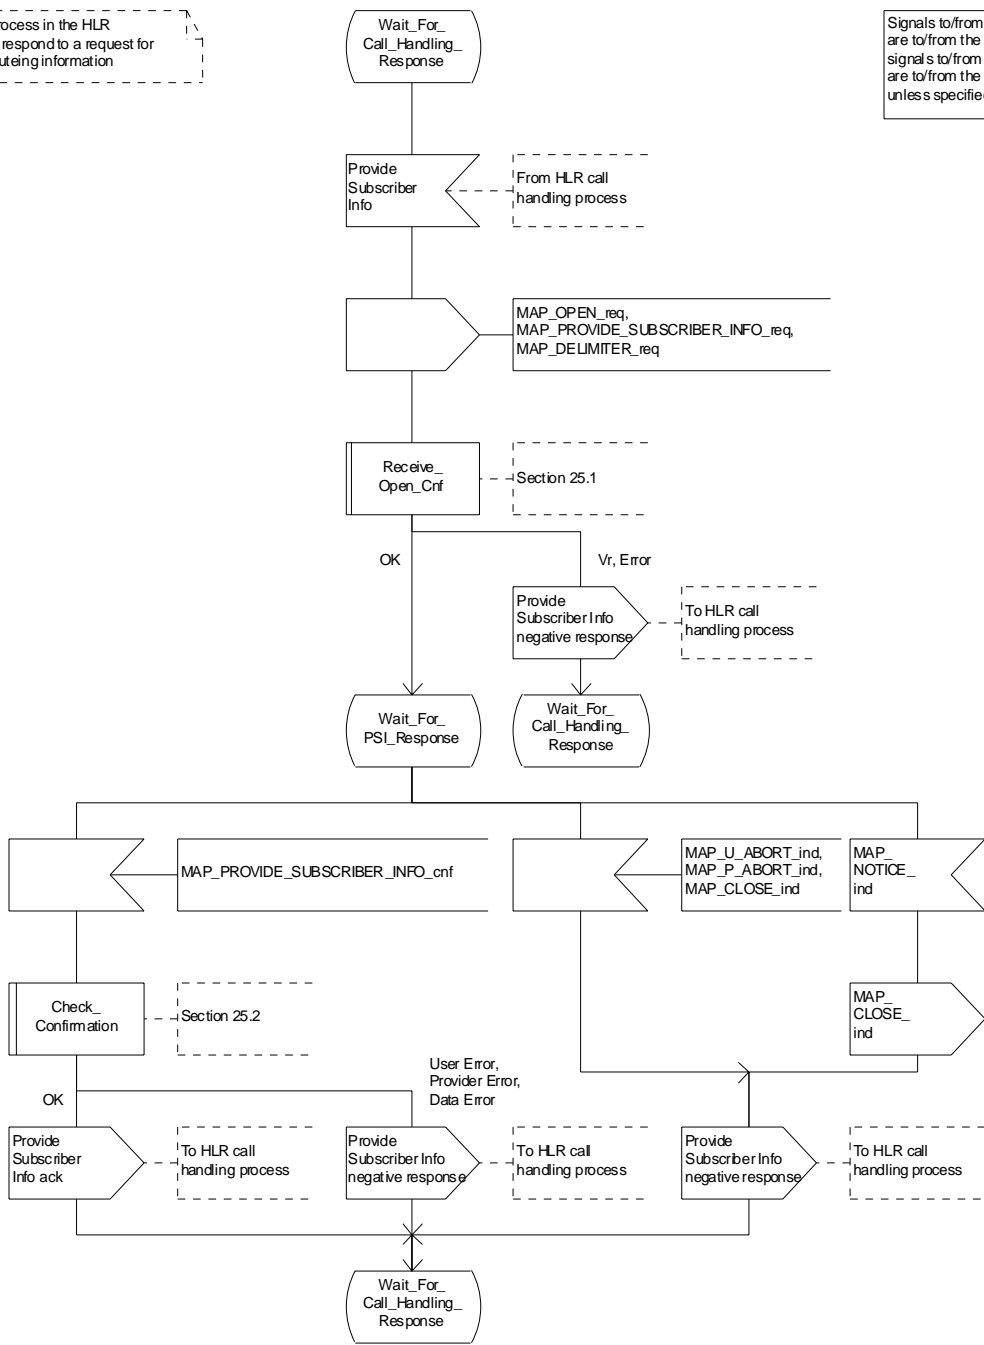 rocess in the HLR
respond to a request for
uteing information
Wait_For_
Call_Handling_
Response
Signals to/from
are to/from the
signals to/from
are to/from the
unless specifie
Provide
Subscriber
Info
From HLR call
handling process
MAP_OPEN_req,
MAP_PROVIDE_SUBSCRIBER_INFO_req,
MAP_DELIMITER_req
Receive_
Open_Cnf
Section 25.1
OK
Vr, Error
Provide
Subscriber Info
negative response
To HLR call
handling process
Wait_For_
PSI_Response
Wait_For_
Call_Handling_
Response
MAP_PROVIDE_SUBSCRIBER_INFO_cnf
MAP_U_ABORT_ind,
MAP_P_ABORT_ind,
MAP_CLOSE_ind
MAP_
NOTICE_
ind
Check_
Confirmation
Section 25.2
MAP_
CLOSE_
ind
User Error,
Provider Error,
Data Error
OK
Provide
Subscriber
Info ack
To HLR call
handling process
Provide
Subscriber Info
negative response
To HLR call
handling process
Provide
Subscriber Info
negative response
To HLR call
handling process
Wait_For_
Call_Handling_
Response